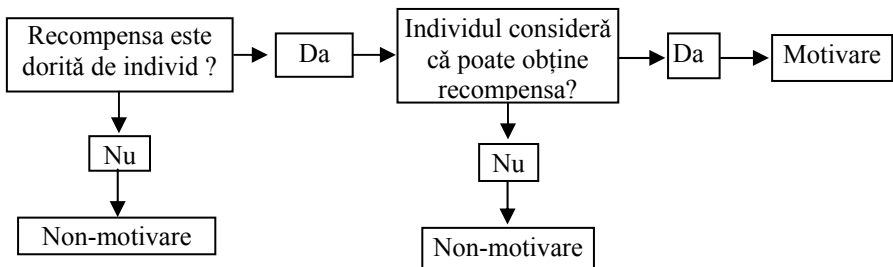 Recompensa este
dorită de individ ?
Da
Individul consideră
că poate obține
recompensa?
Da
Motivare
Nu
Non-motivare
Nu
Non-motivare